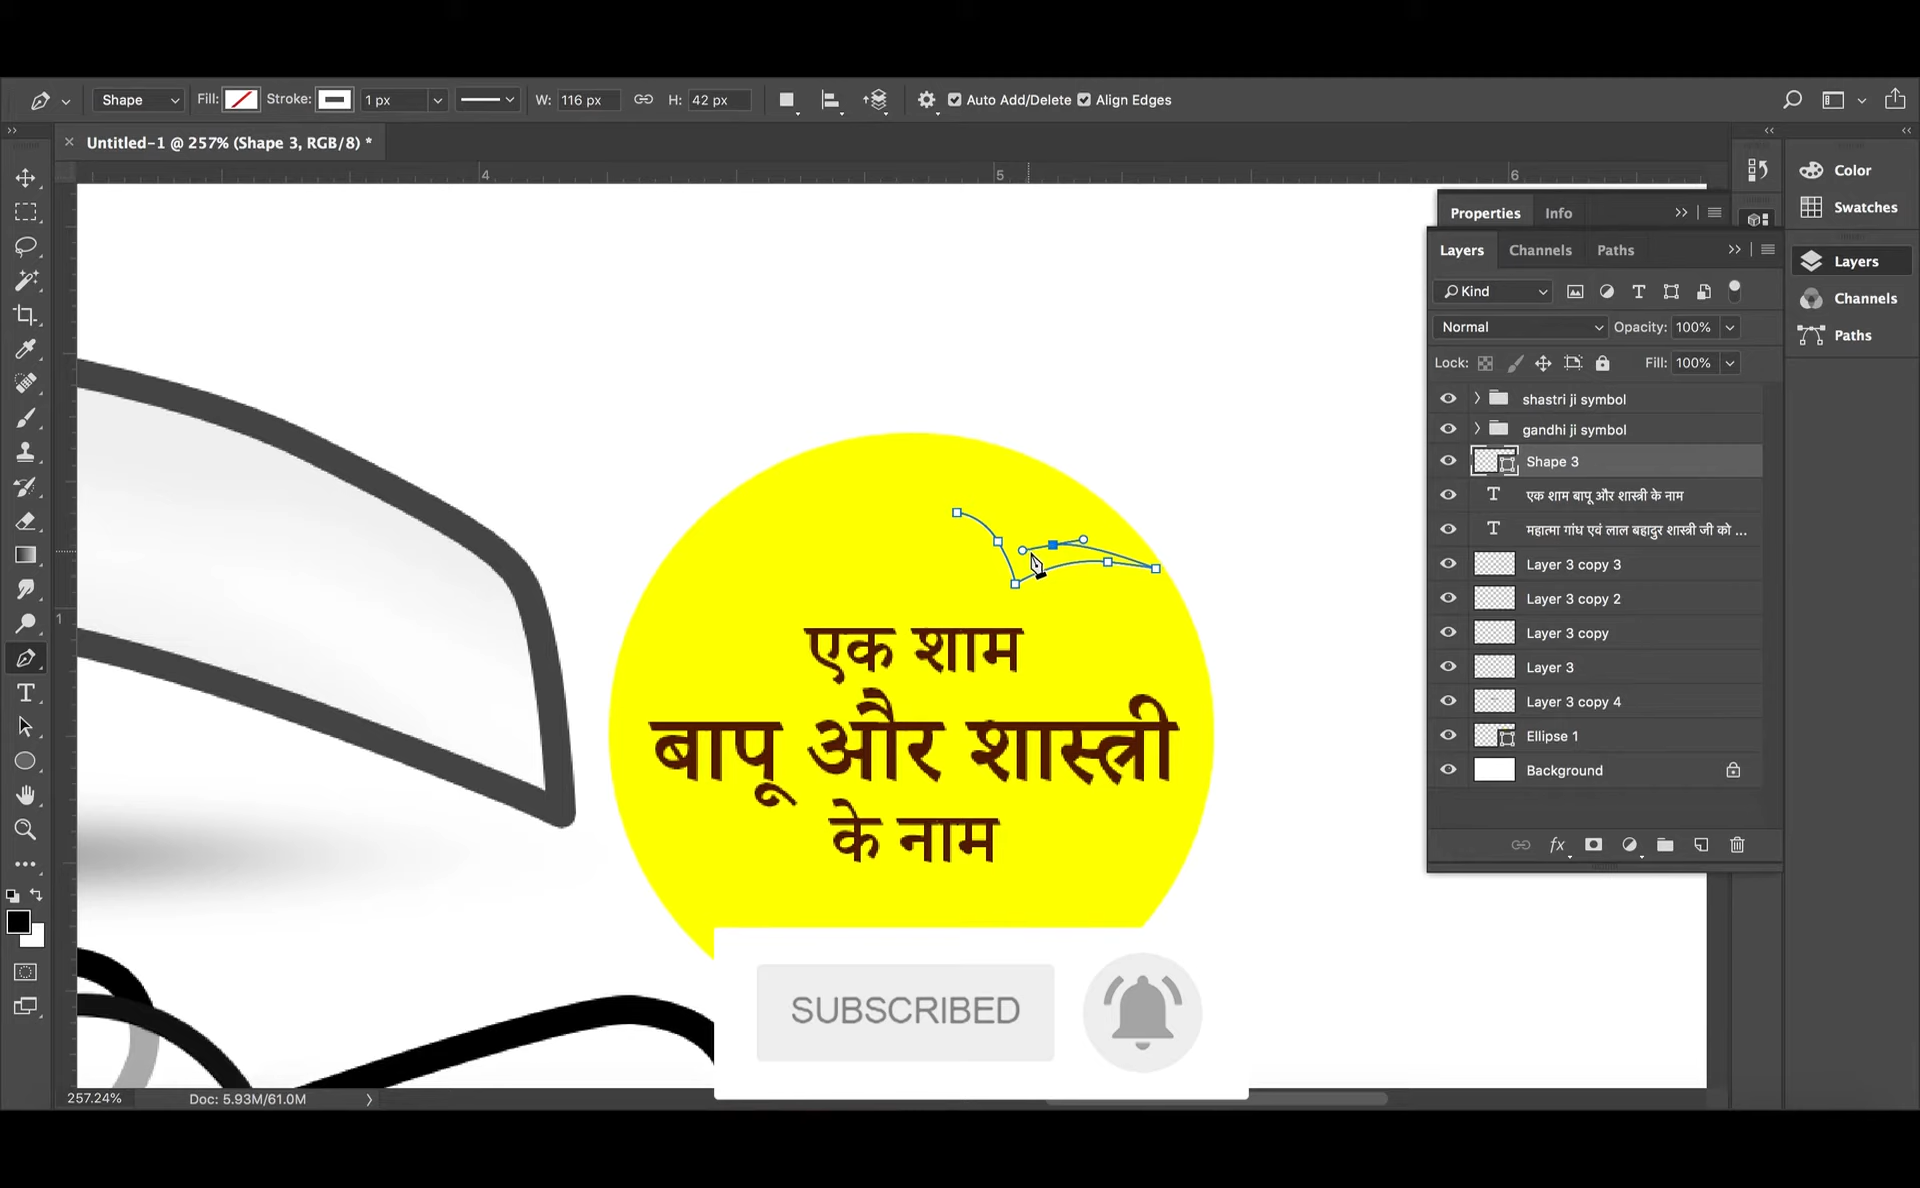 Shape
Fill:
Stroke:
1 px
W: 116 px
H: 42 px
Auto Add/Delete
Align Edges
Untitled-1 @ 257% (Shape 3, RGB/8) *
4
5
6
1
एक शाम
बापू और शास्त्री
के नाम
SUBSCRIBED
257.24%
Doc: 5.93M/61.0M
Properties
Info
Layers
Channels
Paths
Kind
Normal
Opacity: 100%
Lock:
Fill: 100%
shastri ji symbol
gandhi ji symbol
Shape 3
एक शाम बापू और शास्त्री के नाम
महात्मा गांध एवं लाल बहादुर शास्त्री जी को ...
Layer 3 copy 3
Layer 3 copy 2
Layer 3 copy
Layer 3
Layer 3 copy 4
Ellipse 1
Background
Color
Swatches
Layers
Channels
Paths